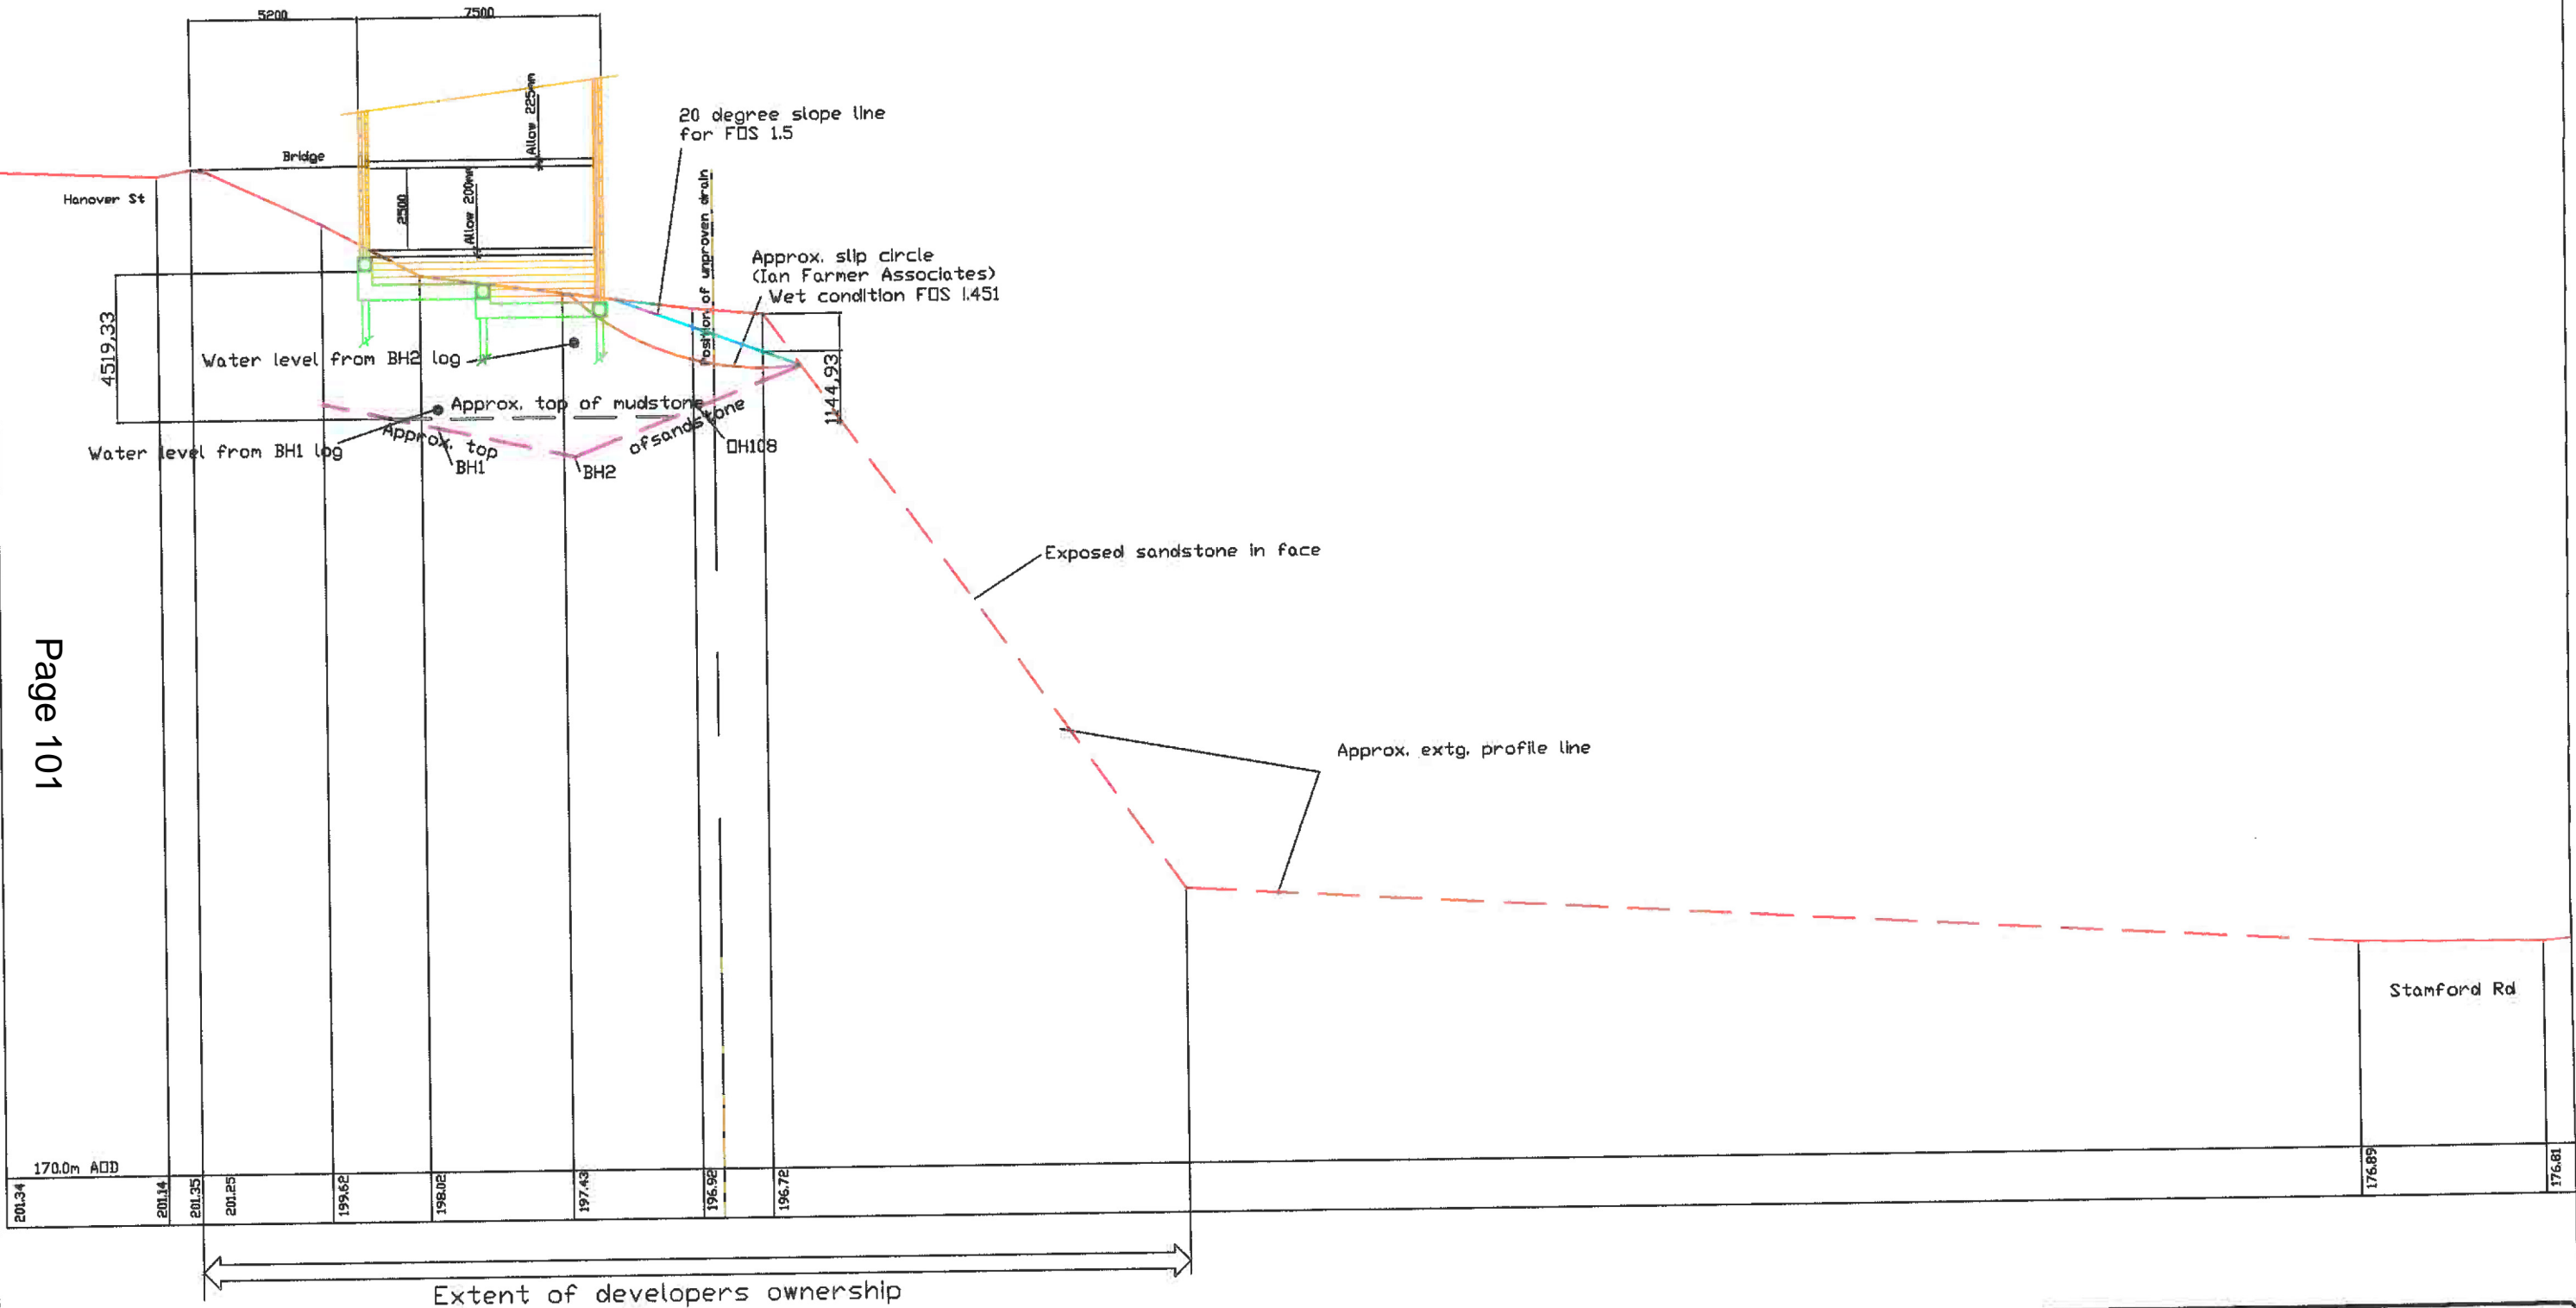 5200
7500
Allow 225mm
20 degree slope line
for FOS 1.5
Bridge
Hanover St
2500
Allow 200mm
Position of unproven drain
Approx. slip circle
(Ian Farmer Associates)
Wet condition FOS 1.451
4519,33
Water level from BH2 log
1144,93
Approx. top of mudstone
Approx. top
of sandstone
Water level from BH1 log
BH1
BH2
OH108
Exposed sandstone in face
Page 101
Approx. extg. profile line
Stamford Rd
170.0m AOD
201.34
201.14
201.35
201.25
199.62
198.02
197.43
196.92
196.72
176.89
176.81
Extent of developers ownership